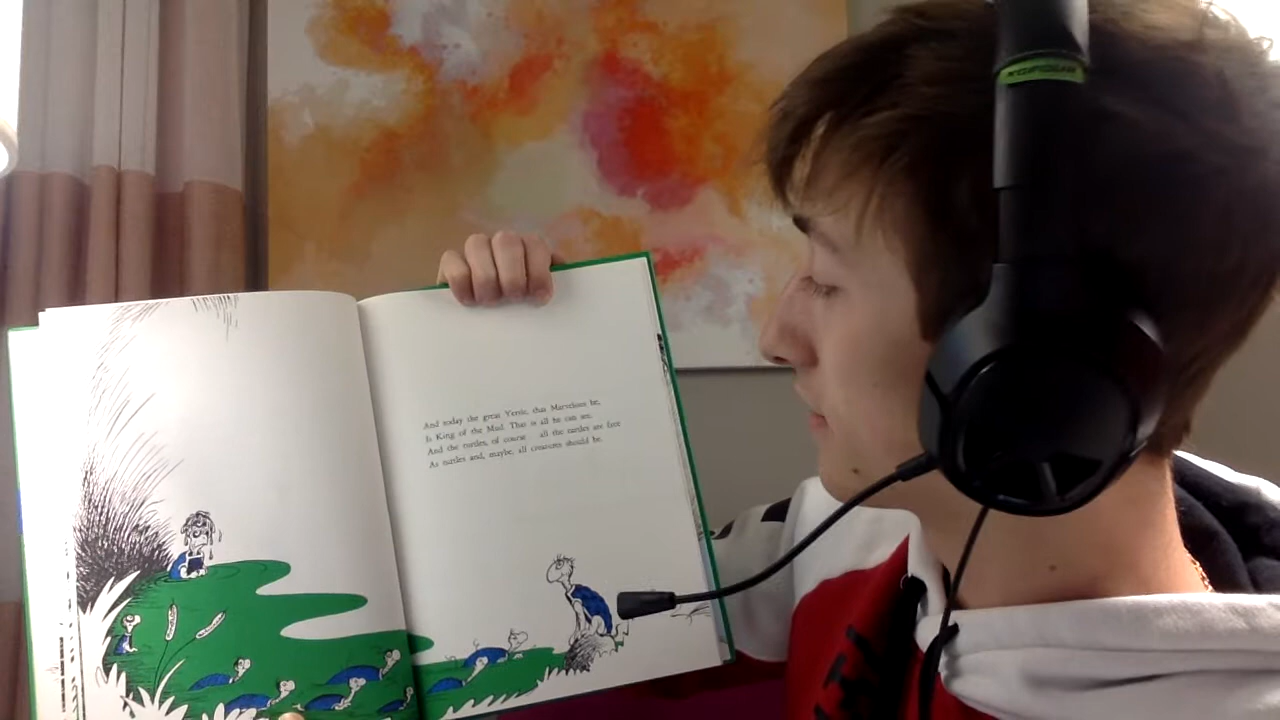 And today the great Yertle, that Marvelous he,
Is King of the Mud. That is all he can see.
And the turtles, of course . . . all the turtles are free
As turtles and, maybe, all creatures should be.